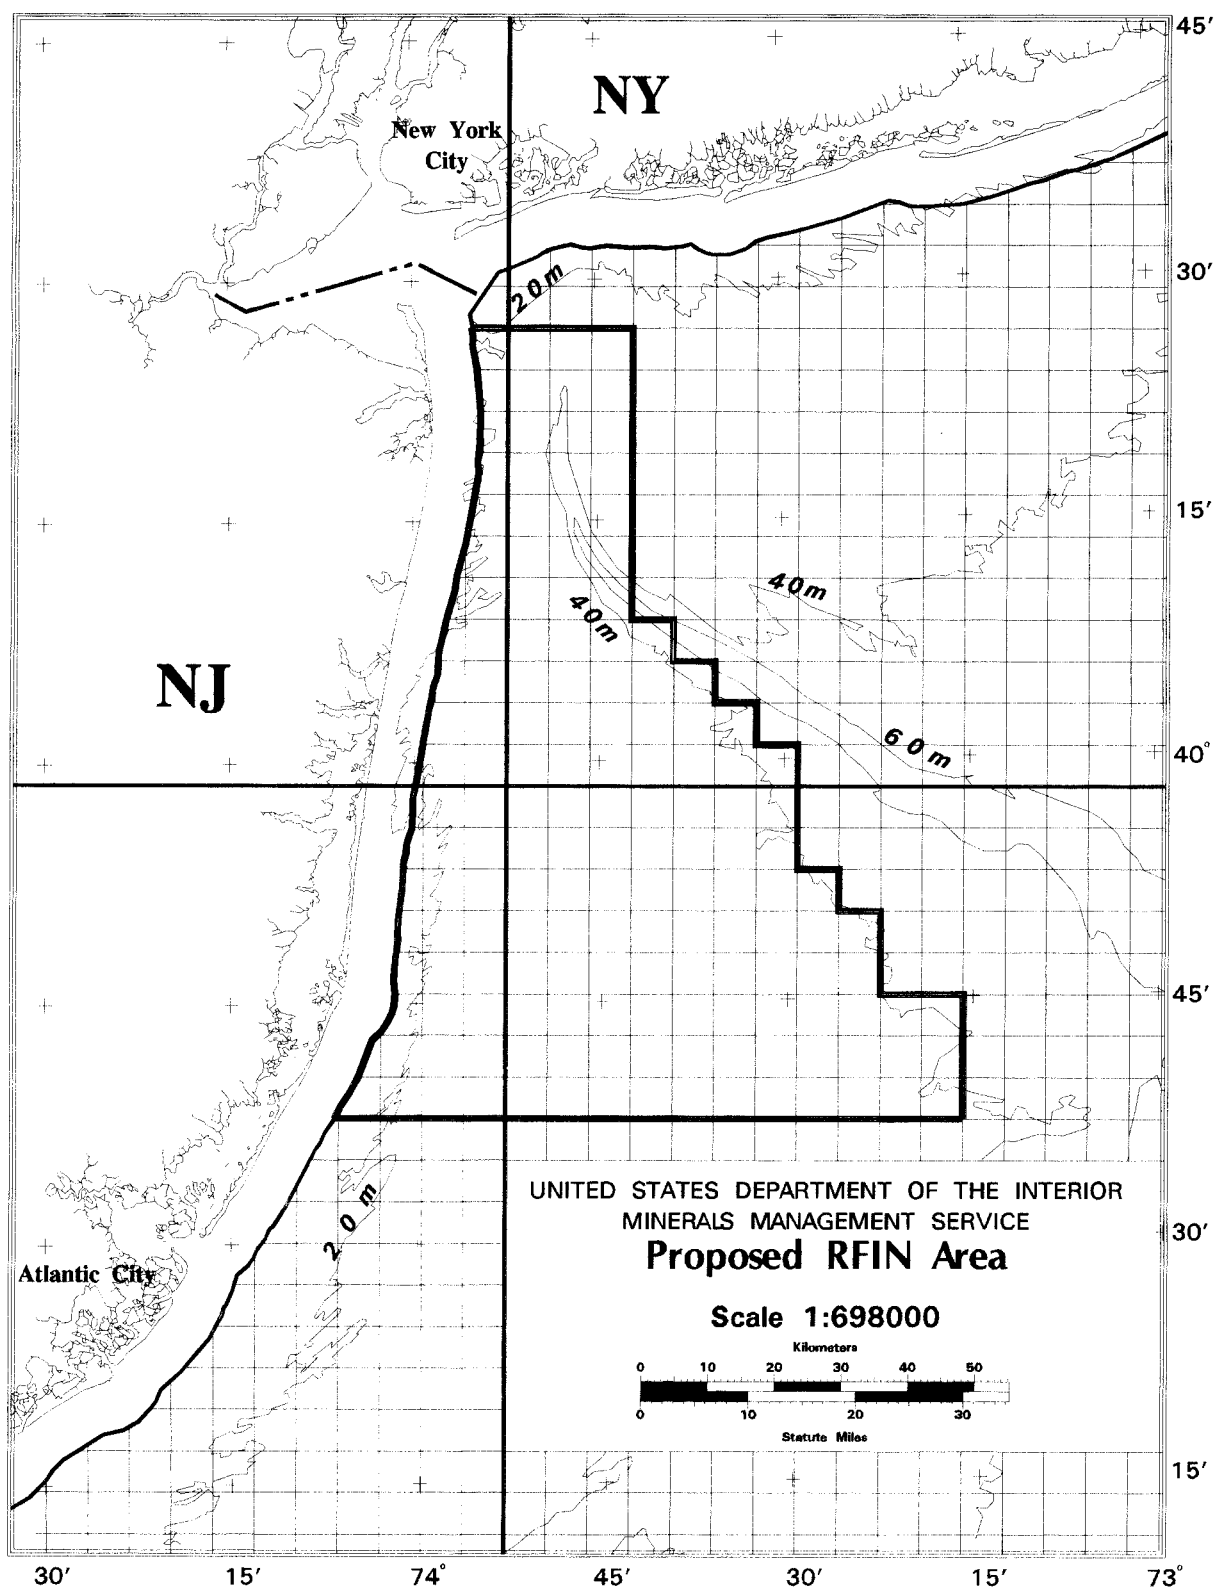 45′
NY
New York
City
30′
20m
15′
40m
40m
NJ
60m
40°
45′
20m
UNITED STATES DEPARTMENT OF THE INTERIOR
MINERALS MANAGEMENT SERVICE
30′
Proposed RFIN Area
Atlantic City
Scale 1:698000
Kilometers
0 10 20 30 40 50
0 10 20 30
Statute Miles
15′
30′ 15′ 74° 45′ 30′ 15′ 73°